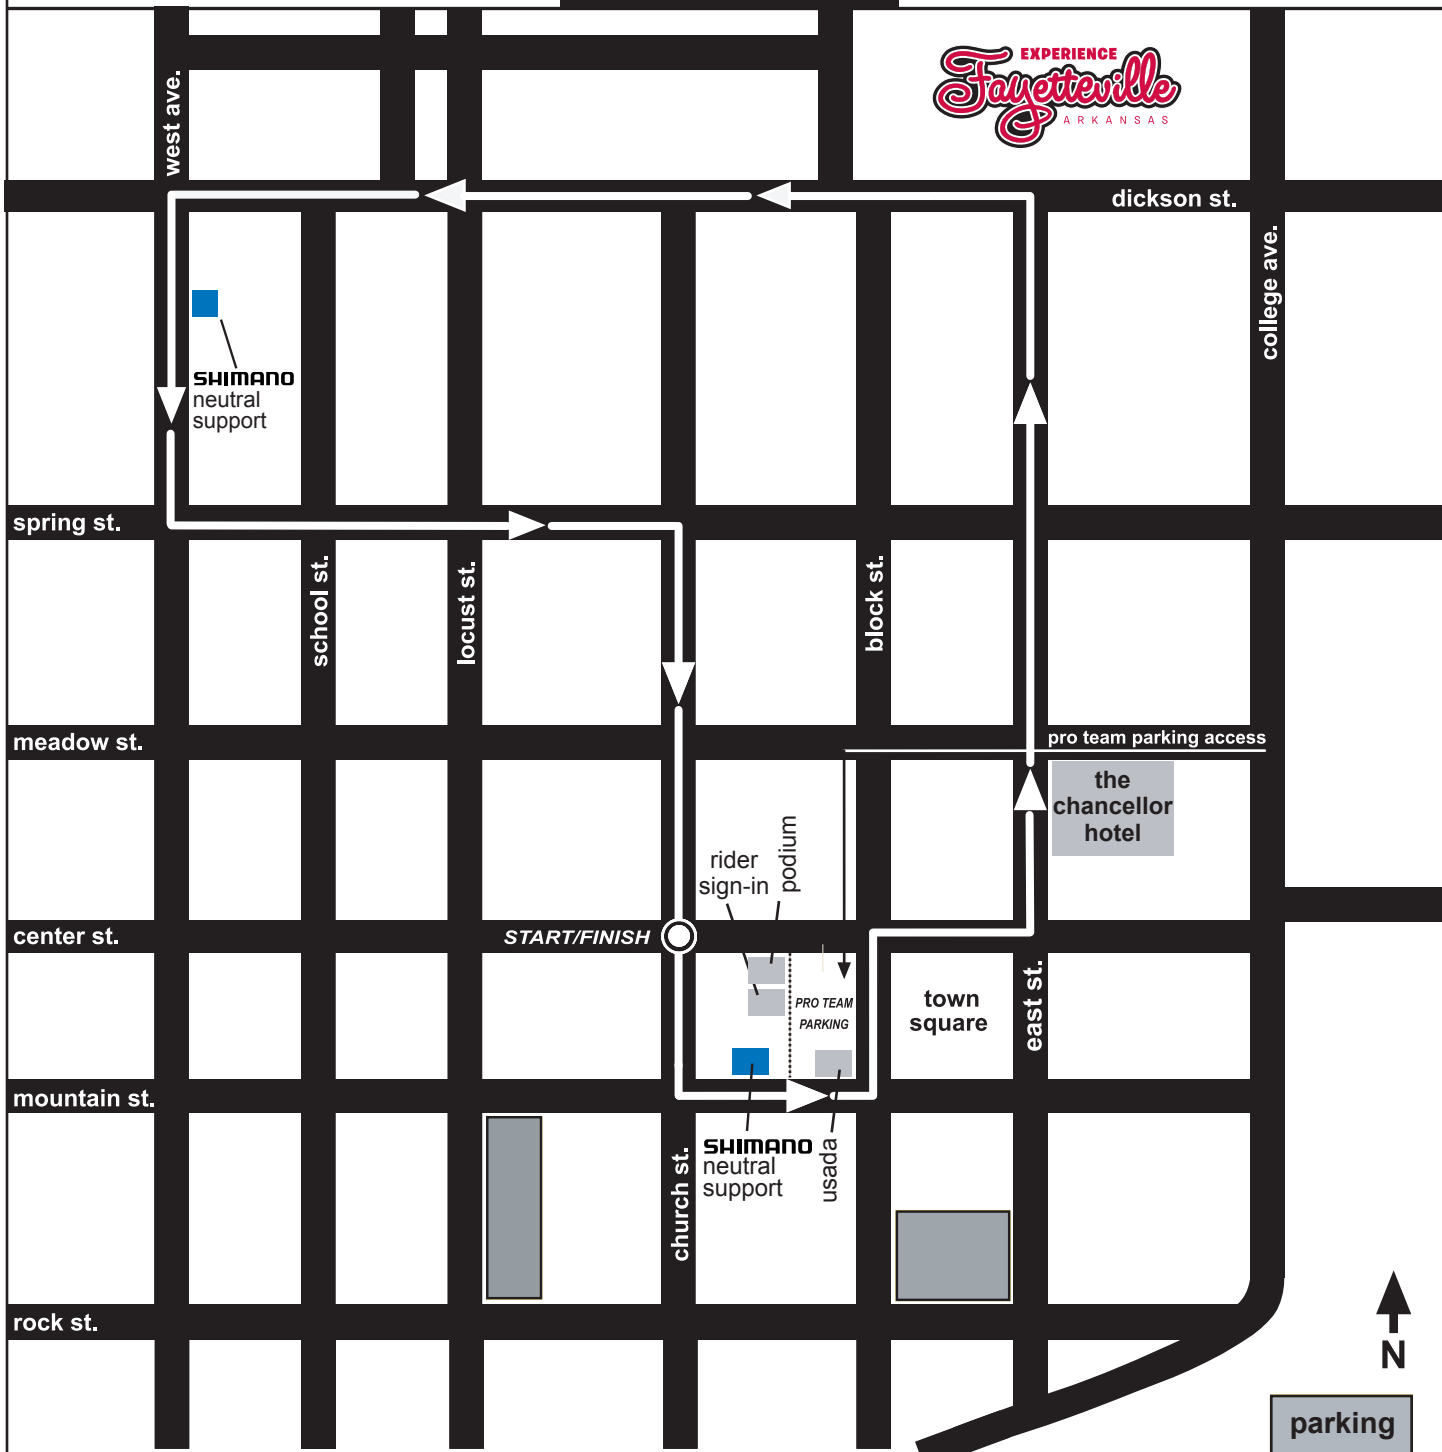 EXPERIENCE
Fayetteville
ARKANSAS
west ave.
dickson st.
college ave.
SHIMANO
neutral
support
spring st.
school st.
locust st.
block st.
meadow st.
pro team parking access
the
chancellor
hotel
rider
sign-in
podium
center st.
START/FINISH
PRO TEAM
PARKING
town
square
east st.
mountain st.
SHIMANO
neutral
support
usada
church st.
rock st.
N
parking